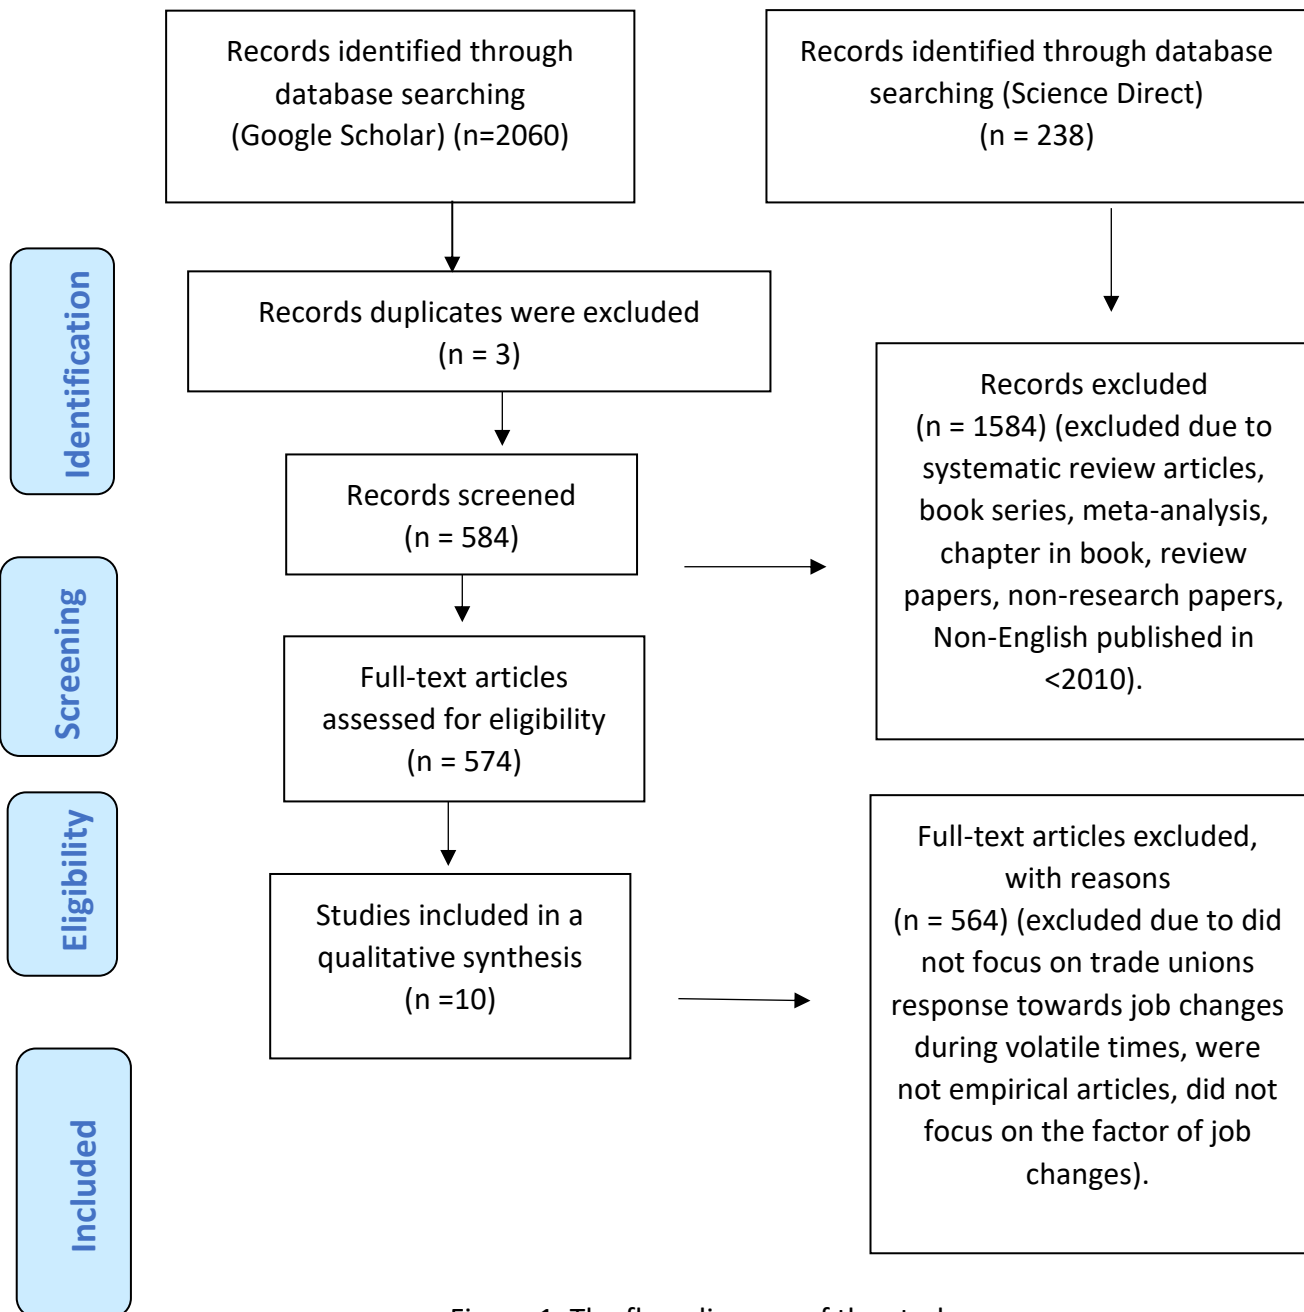 Records identified through
database searching
(Google Scholar) (n=2060)
Records identified through database
searching (Science Direct)
(n = 238)
Identification
Records duplicates were excluded
(n = 3)
Records screened
(n = 584)
Records excluded
(n = 1584) (excluded due to
systematic review articles,
book series, meta-analysis,
chapter in book, review
papers, non-research papers,
Non-English published in
<2010).
Screening
Full-text articles
assessed for eligibility
(n = 574)
Eligibility
Studies included in a
qualitative synthesis
(n =10)
Full-text articles excluded,
with reasons
(n = 564) (excluded due to did
not focus on trade unions
response towards job changes
during volatile times, were
not empirical articles, did not
focus on the factor of job
changes).
Included